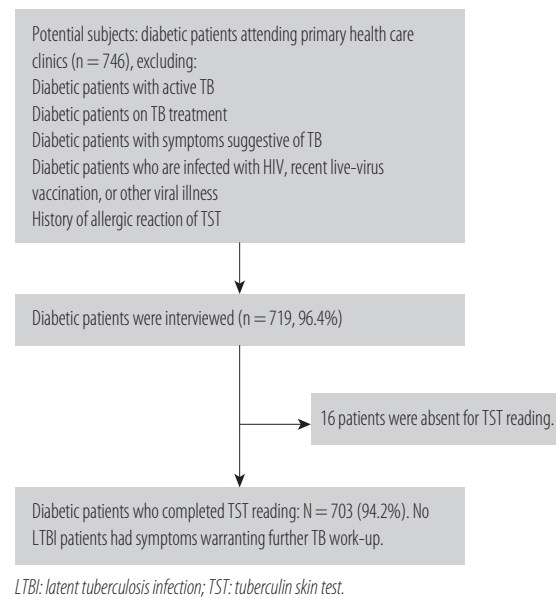 Potential subjects: diabetic patients attending primary health care
clinics (n = 746), excluding:
Diabetic patients with active TB
Diabetic patients on TB treatment
Diabetic patients with symptoms suggestive of TB
Diabetic patients who are infected with HIV, recent live-virus
vaccination, or other viral illness
History of allergic reaction of TST
Diabetic patients were interviewed (n = 719, 96.4%)
16 patients were absent for TST reading.
Diabetic patients who completed TST reading: N = 703 (94.2%). No
LTBI patients had symptoms warranting further TB work-up.
LTBI: latent tuberculosis infection; TST: tuberculin skin test.